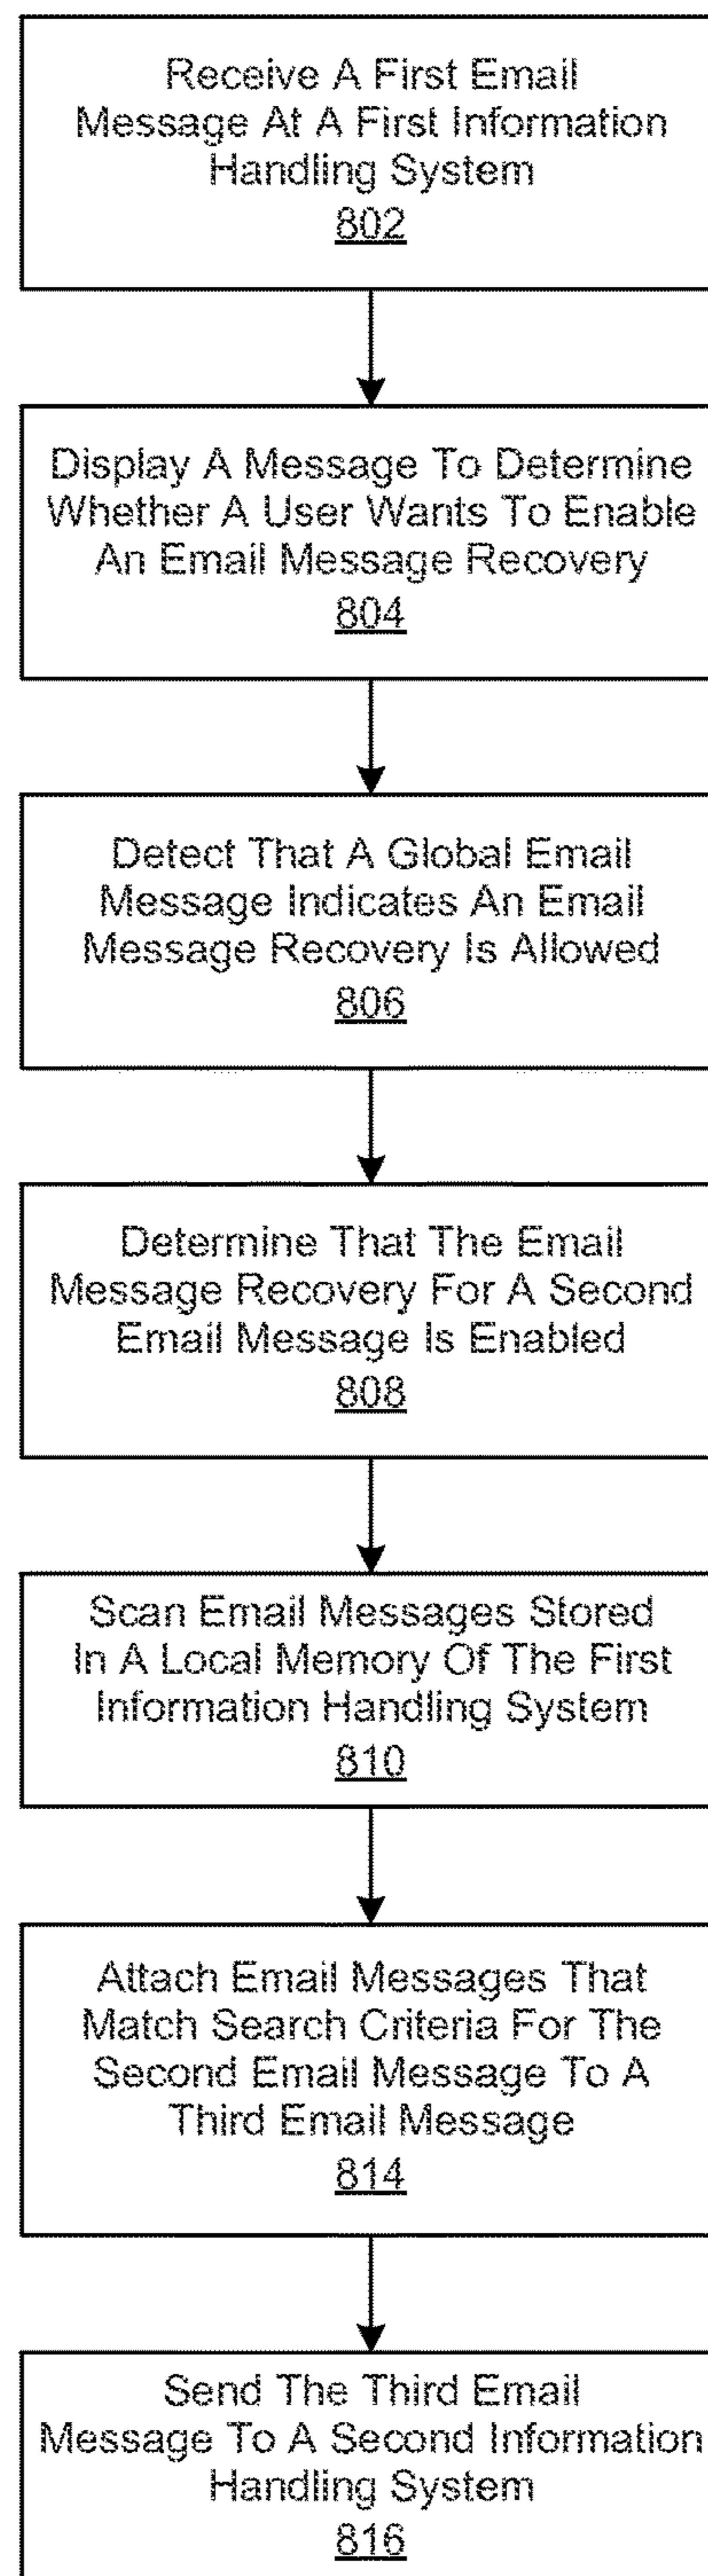 Receive A First Email
Message At A First Information
Handling System
802
Display A Message To Determine
Whether A User Wants To Enable
An Email Message Recovery
804
Detect That A Global Email
Message Indicates An Email
Message Recovery Is Allowed
806
Determine That The Email
Message Recovery For A Second
Email Message Is Enabled
808
Scan Email Messages Stored
In A Local Memory Of The First
Information Handling System
810
Attach Email Messages That
Match Search Criteria For The
Second Email Message To A
Third Email Message
814
Send The Third Email
Message To A Second Information
Handling System
816